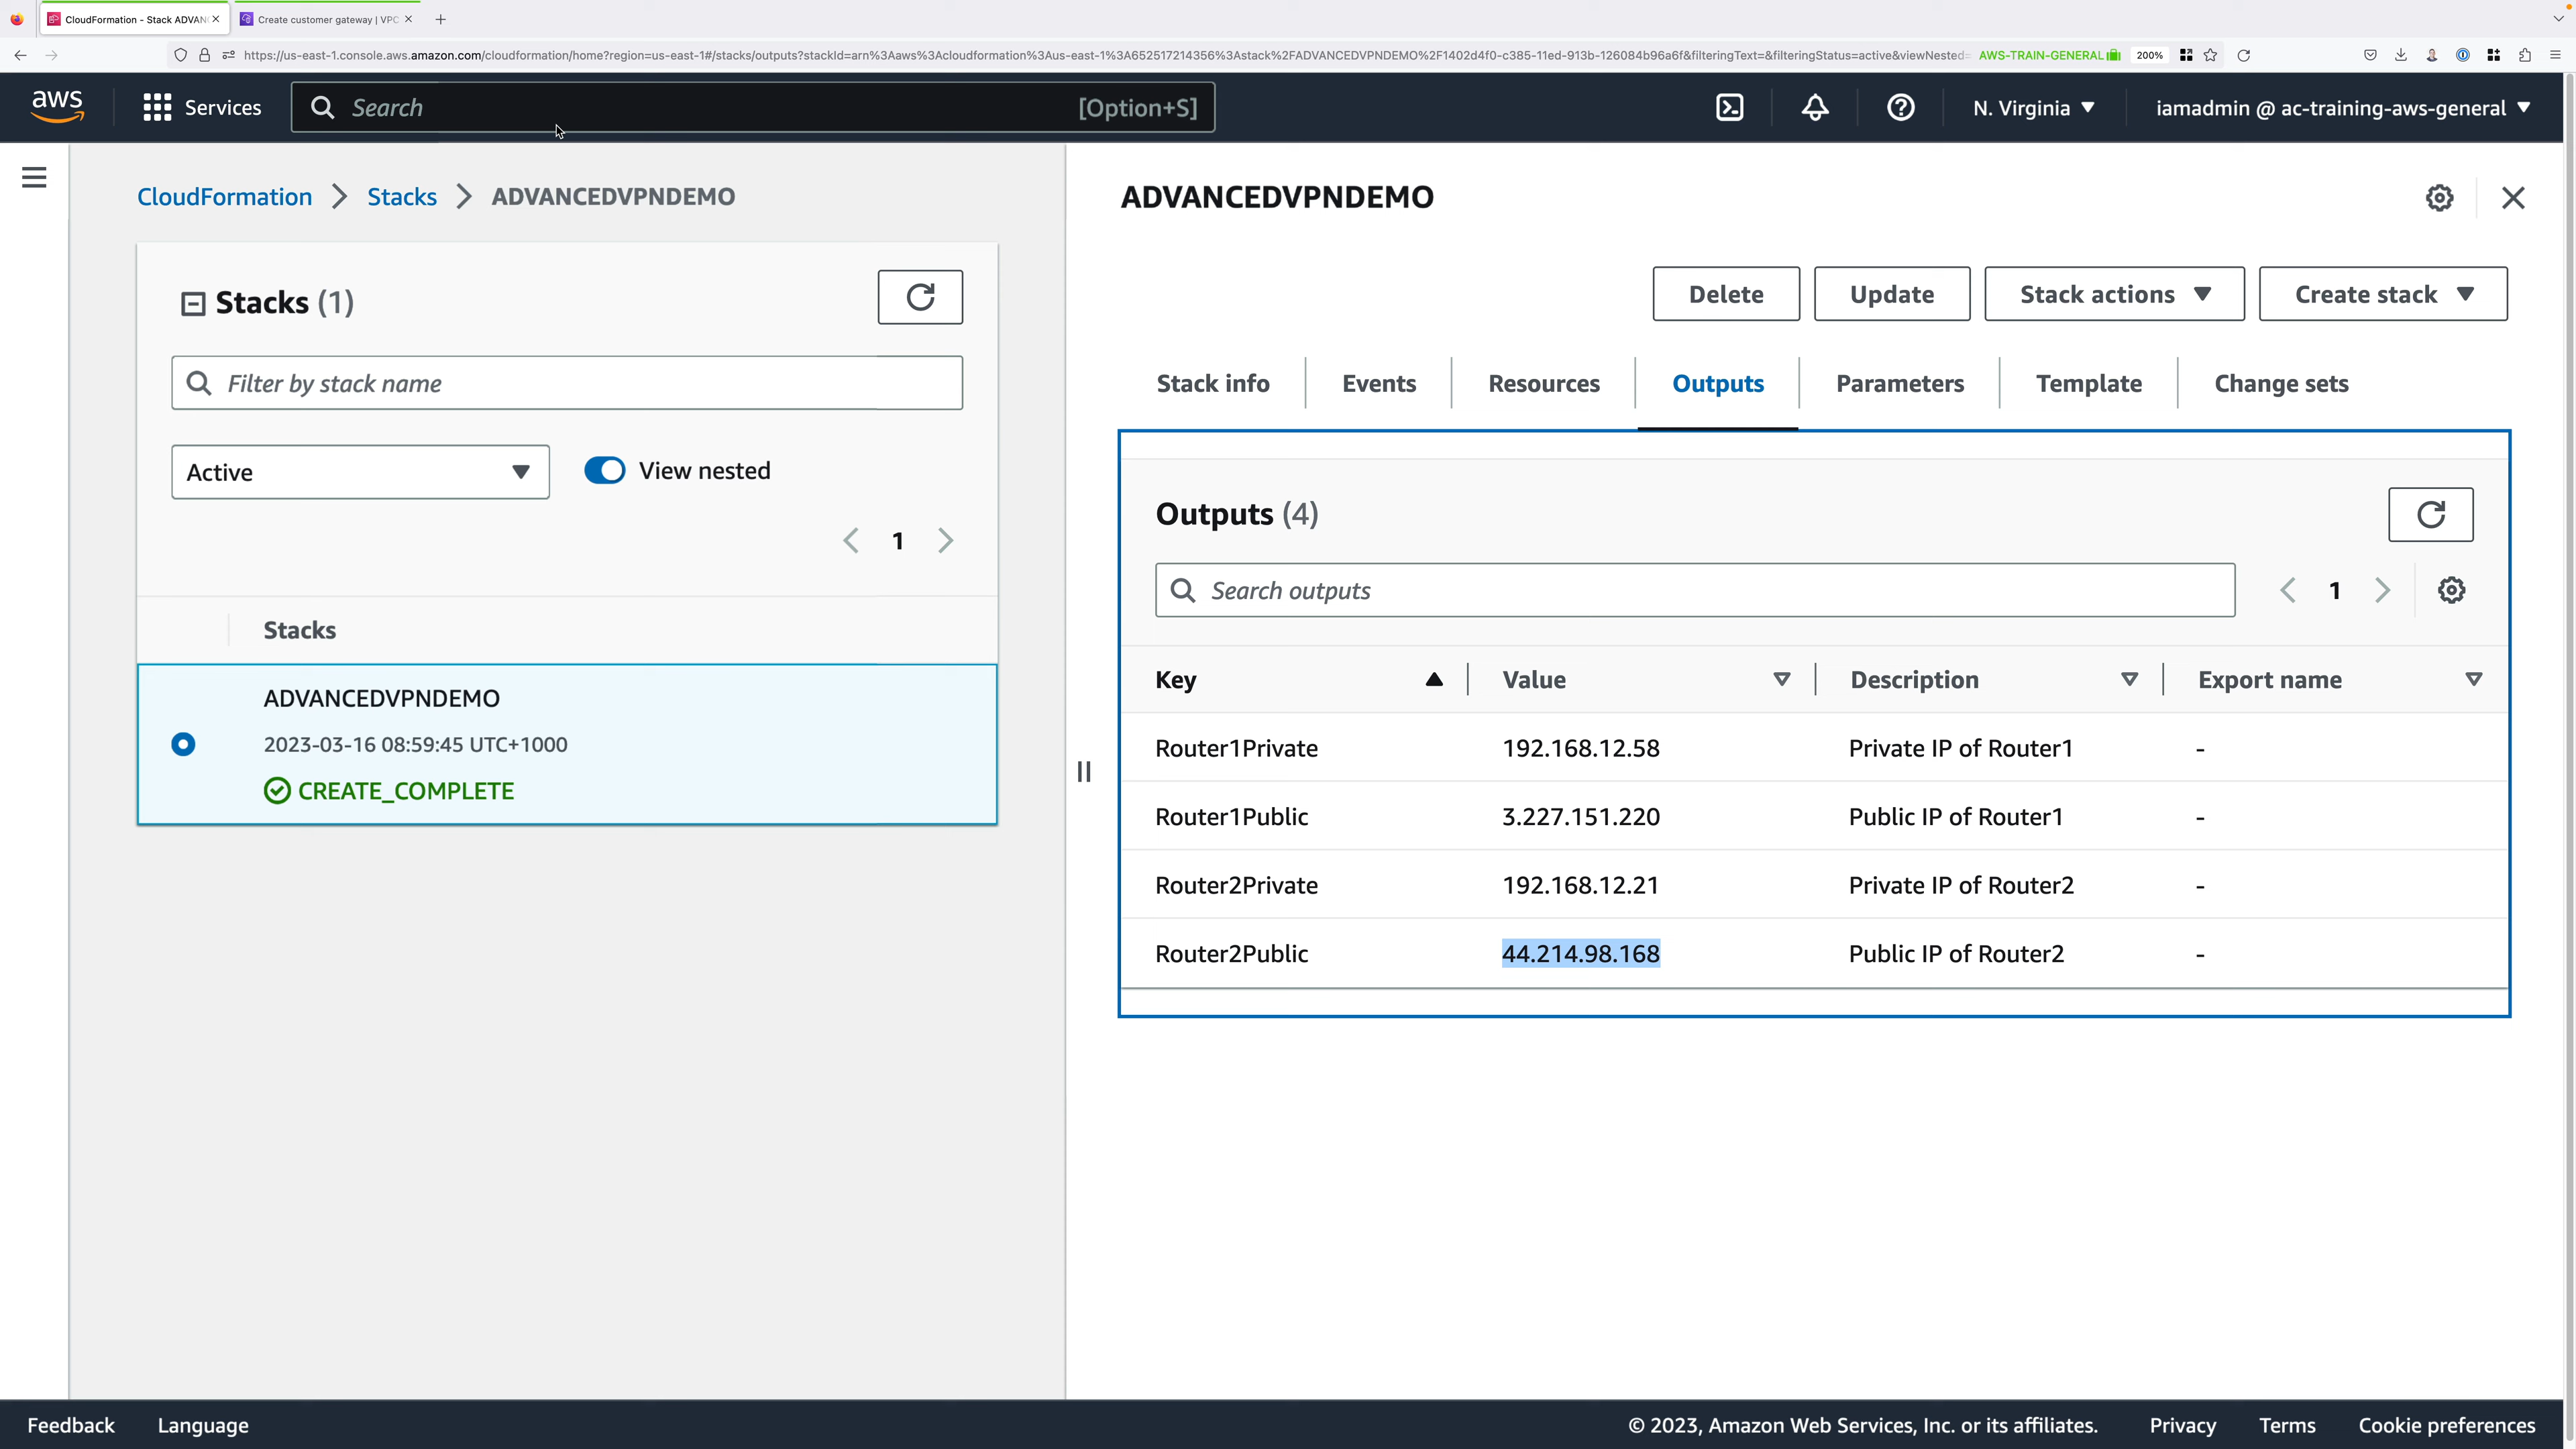 CloudFormation - Stack ADVAN
Create customer gateway | VPC
https://us-east-1.console.aws.amazon.com/cloudformation/home?region=us-east-1#/stacks/outputs?stackId=arn%3Aaws%3Acloudformation%3Aus-east-1%3A652517214356%3Astack%2FADVANCEDVPNDEMO%2F1402d4f0-c385-11ed-913b-126084b96a6f&filteringText=&filteringStatus=active&viewNested=
AWS-TRAIN-GENERAL
200%
aws
Services
Search
[Option+S]
N. Virginia
iamadmin @ ac-training-aws-general
CloudFormation
Stacks
ADVANCEDVPNDEMO
Stacks (1)
Filter by stack name
Active
View nested
1
Stacks
ADVANCEDVPNDEMO
2023-03-16 08:59:45 UTC+1000
CREATE_COMPLETE
ADVANCEDVPNDEMO
Delete
Update
Stack actions
Create stack
Stack info
Events
Resources
Outputs
Parameters
Template
Change sets
Outputs (4)
Search outputs
1
Key Value Description Export name
Router1Private 192.168.12.58 Private IP of Router1 -
Router1Public 3.227.151.220 Public IP of Router1 -
Router2Private 192.168.12.21 Private IP of Router2 -
Router2Public 44.214.98.168 Public IP of Router2 -
Feedback
Language
© 2023, Amazon Web Services, Inc. or its affiliates.
Privacy
Terms
Cookie preferences